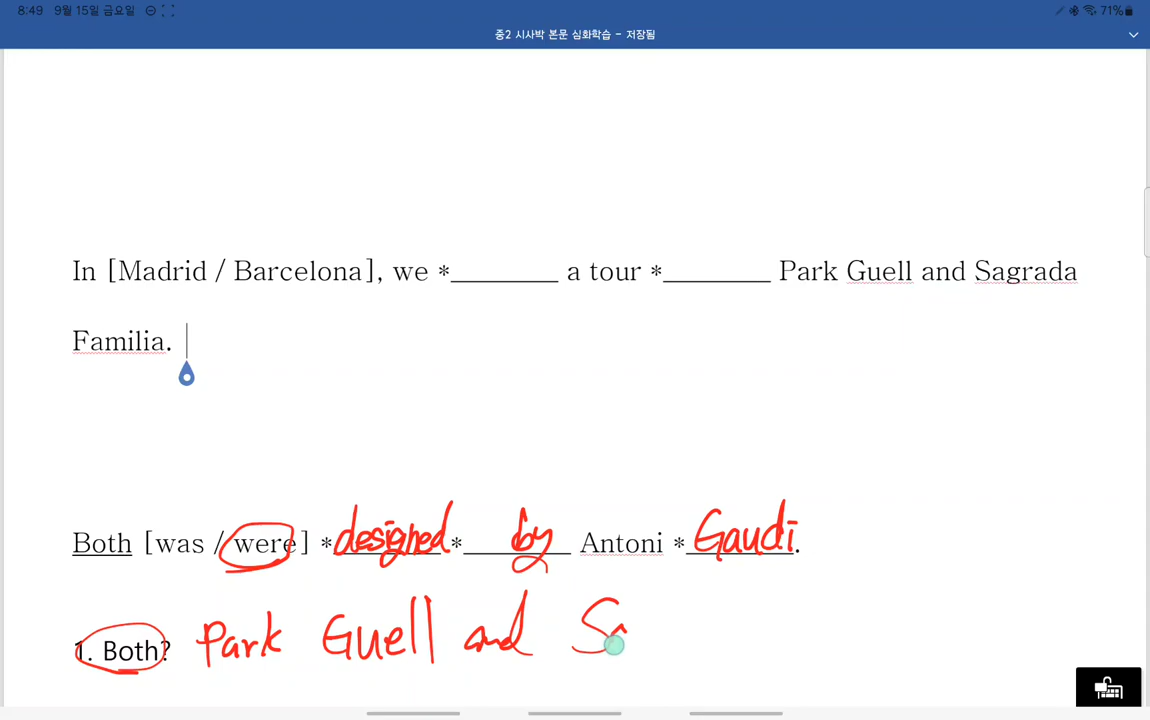 8:49 9월 15일 금요일 71%
중2 시사박 본문 심화학습 - 저장됨
In [Madrid / Barcelona], we *________ a tour *________ Park Guell and Sagrada
Familia.
Both [was / were] *designed *by Antoni *Gaudi.
1. Both? Park Guell and Sa